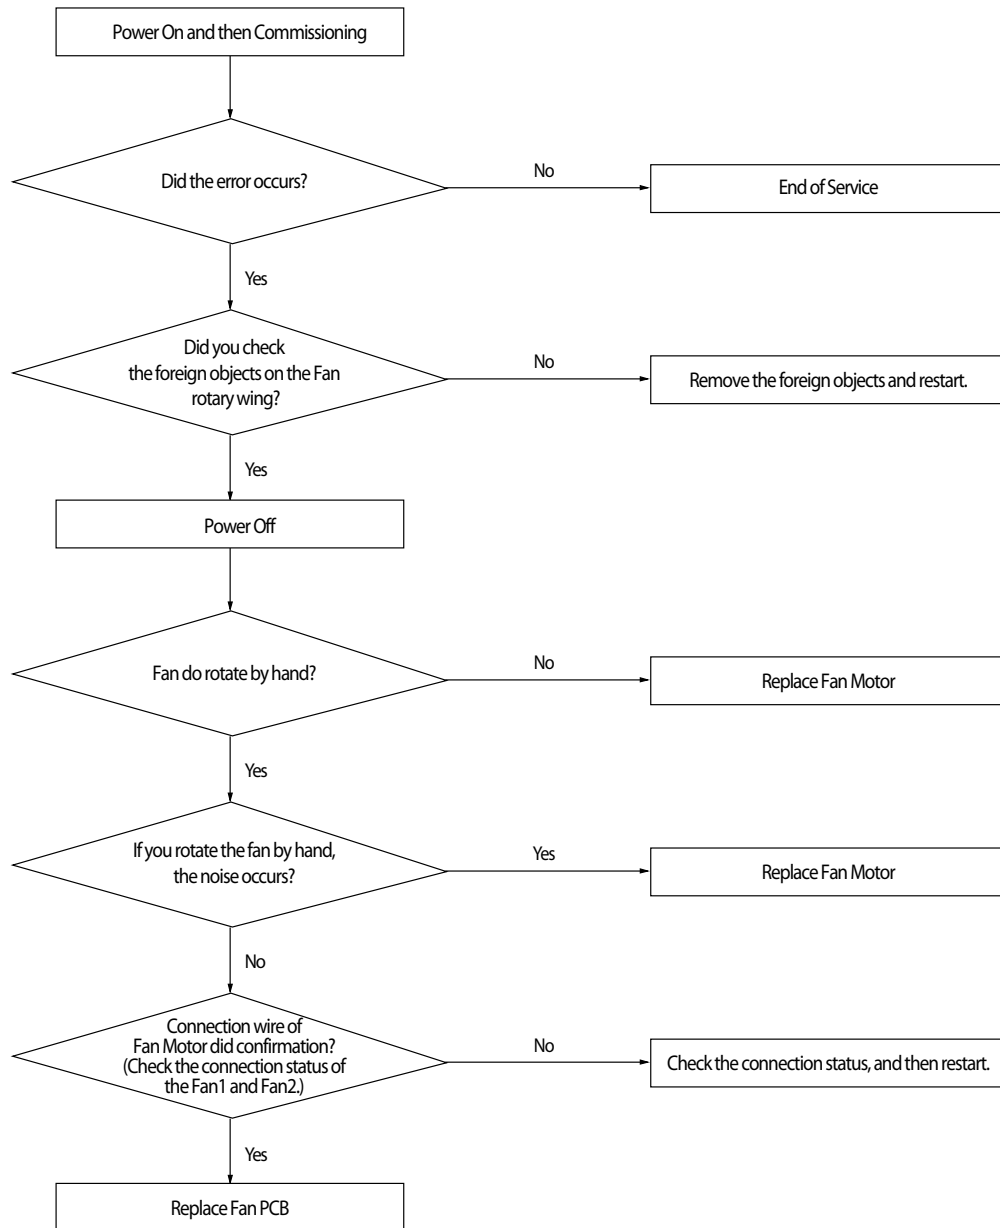 Power On and then Commissioning
Did the error occurs?
No
End of Service
Yes
Did you check
the foreign objects on the Fan
rotary wing?
No
Remove the foreign objects and restart.
Yes
Power Off
Fan do rotate by hand?
No
Replace Fan Motor
Yes
If you rotate the fan by hand,
the noise occurs?
Yes
Replace Fan Motor
No
Connection wire of
Fan Motor did confirmation?
(Check the connection status of
the Fan1 and Fan2.)
No
Check the connection status, and then restart.
Yes
Replace Fan PCB